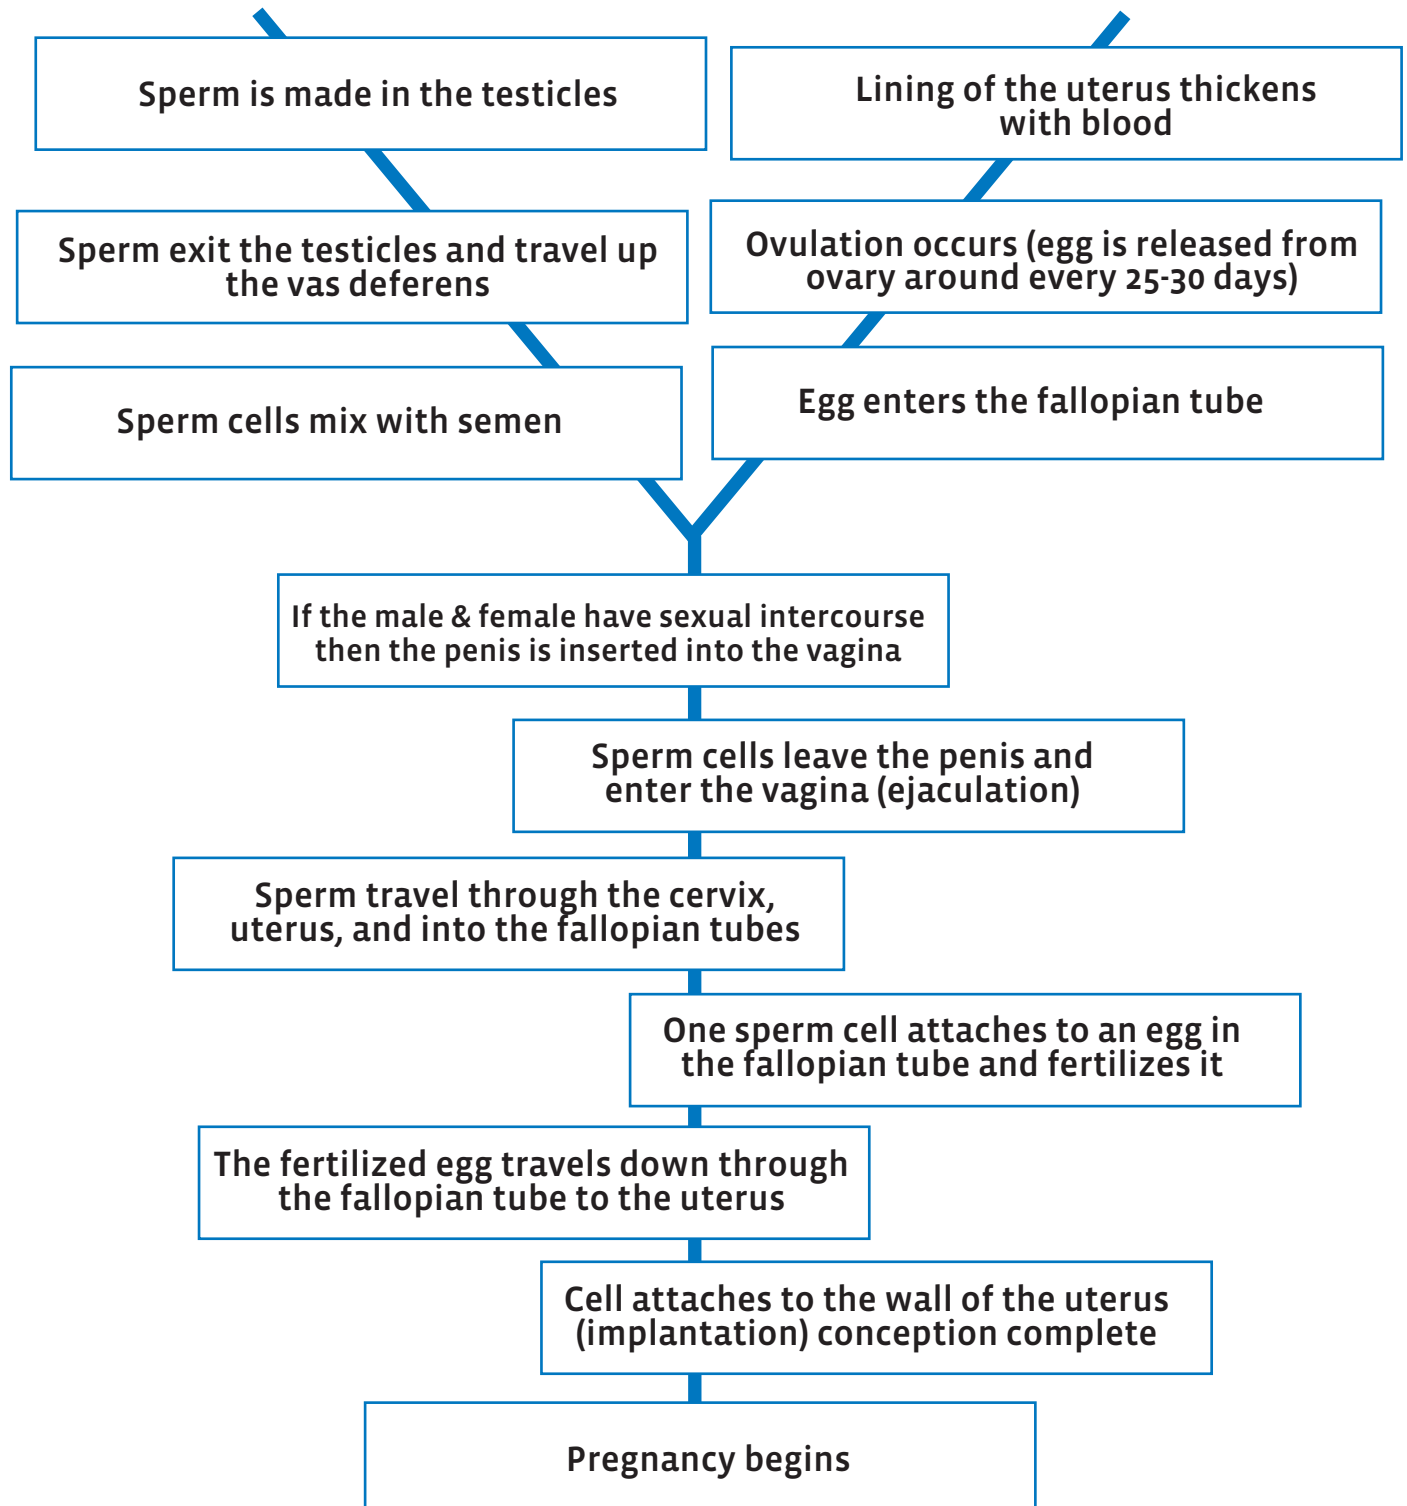 Sperm is made in the testicles
Lining of the uterus thickens
with blood
Sperm exit the testicles and travel up
the vas deferens
Ovulation occurs (egg is released from
ovary around every 25-30 days)
Sperm cells mix with semen
Egg enters the fallopian tube
If the male & female have sexual intercourse
then the penis is inserted into the vagina
Sperm cells leave the penis and
enter the vagina (ejaculation)
Sperm travel through the cervix,
uterus, and into the fallopian tubes
One sperm cell attaches to an egg in
the fallopian tube and fertilizes it
The fertilized egg travels down through
the fallopian tube to the uterus
Cell attaches to the wall of the uterus
(implantation) conception complete
Pregnancy begins